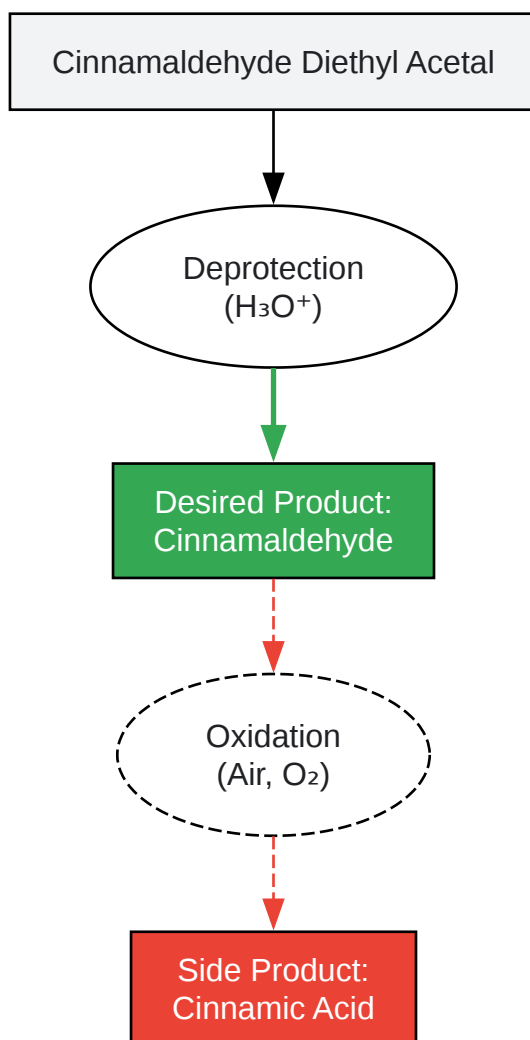 Cinnamaldehyde Diethyl Acetal
Deprotection
(H₃O⁺)
Desired Product:
Cinnamaldehyde
Oxidation
(Air, O₂)
Side Product:
Cinnamic Acid